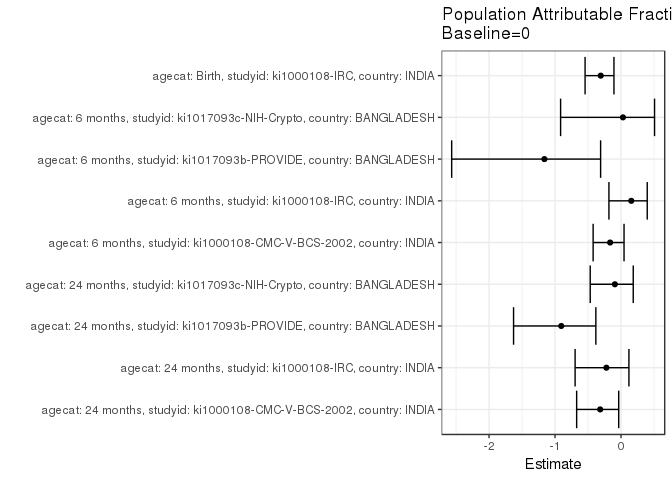 Population Attributable Fracti
Baseline=0
agecat: Birth, studyid: ki1000108-IRC, country: INDIA
agecat: 6 months, studyid: ki1017093c-NIH-Crypto, country: BANGLADESH
agecat: 6 months, studyid: ki1017093b-PROVIDE, country: BANGLADESH
agecat: 6 months, studyid: ki1000108-IRC, country: INDIA
agecat: 6 months, studyid: ki1000108-CMC-V-BCS-2002, country: INDIA
agecat: 24 months, studyid: ki1017093c-NIH-Crypto, country: BANGLADESH
agecat: 24 months, studyid: ki1017093b-PROVIDE, country: BANGLADESH
agecat: 24 months, studyid: ki1000108-IRC, country: INDIA
agecat: 24 months, studyid: ki1000108-CMC-V-BCS-2002, country: INDIA
-2 -1 0
Estimate